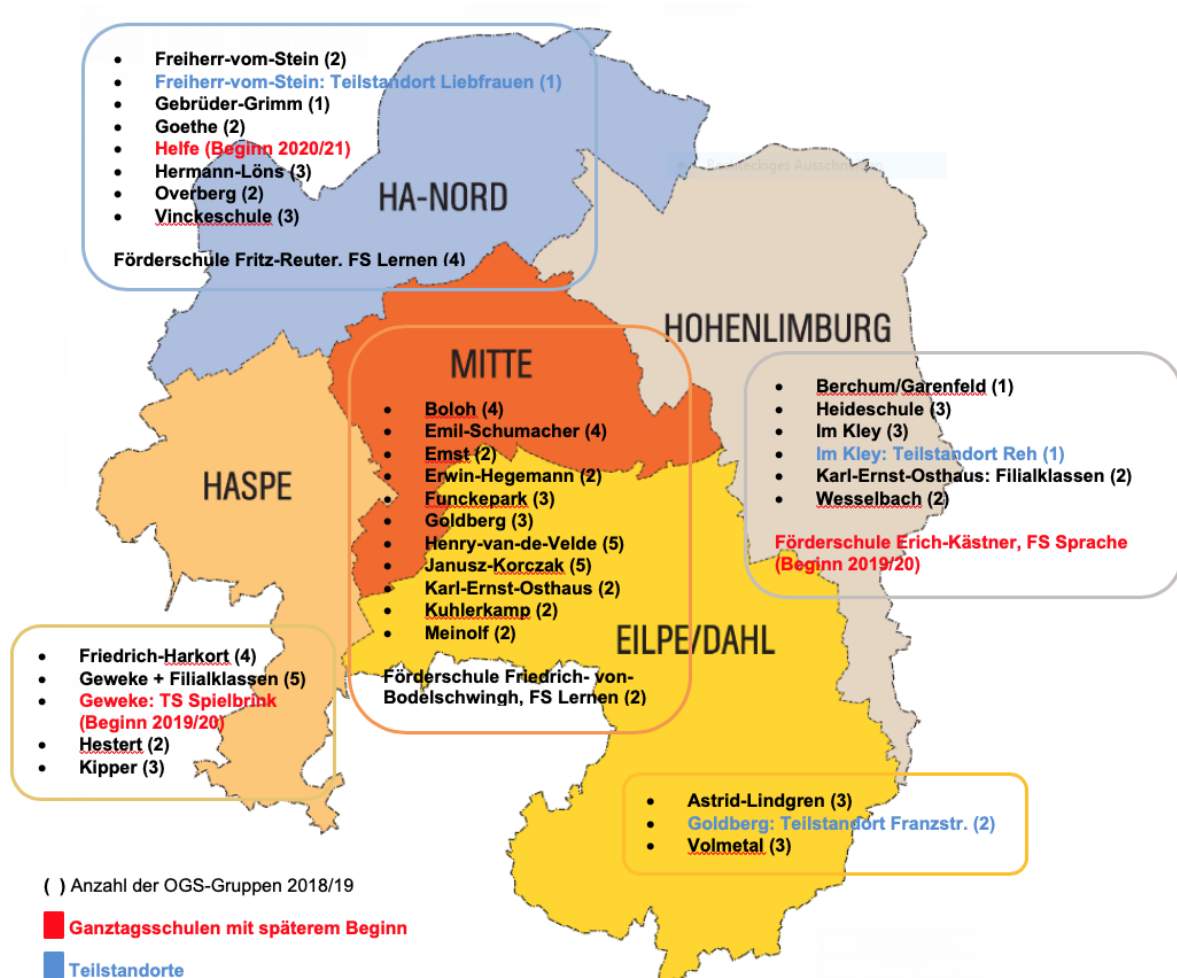 • Freiherr-vom-Stein (2)
• Freiherr-vom-Stein: Teilstandort Liebfrauen (1)
• Gebrüder-Grimm (1)
• Goethe (2)
• Helfe (Beginn 2020/21)
• Hermann-Löns (3)
• Overberg (2)
• Vinckeschule (3)
Förderschule Fritz-Reuter. FS Lernen (4)
HA-NORD
Rechteckiges Ausschneiden
HOHENLIMBURG
• Berchum/Garenfeld (1)
• Heideschule (3)
• Im Kley (3)
• Im Kley: Teilstandort Reh (1)
• Karl-Ernst-Osthaus: Filialklassen (2)
• Wesselbach (2)
Förderschule Erich-Kästner, FS Sprache
(Beginn 2019/20)
MITTE
• Boloh (4)
• Emil-Schumacher (4)
• Emst (2)
• Erwin-Hegemann (2)
• Funckepark (3)
• Goldberg (3)
• Henry-van-de-Velde (5)
• Janusz-Korczak (5)
• Karl-Ernst-Osthaus (2)
• Kuhlerkamp (2)
• Meinolf (2)
Förderschule Friedrich- von-
Bodelschwingh, FS Lernen (2)
HASPE
• Friedrich-Harkort (4)
• Geweke + Filialklassen (5)
• Geweke: TS Spielbrink
(Beginn 2019/20)
• Hestert (2)
• Kipper (3)
EILPE/DAHL
• Astrid-Lindgren (3)
• Goldberg: Teilstandort Franzstr. (2)
• Volmetal (3)
( ) Anzahl der OGS-Gruppen 2018/19
Ganztagsschulen mit späterem Beginn
Teilstandorte